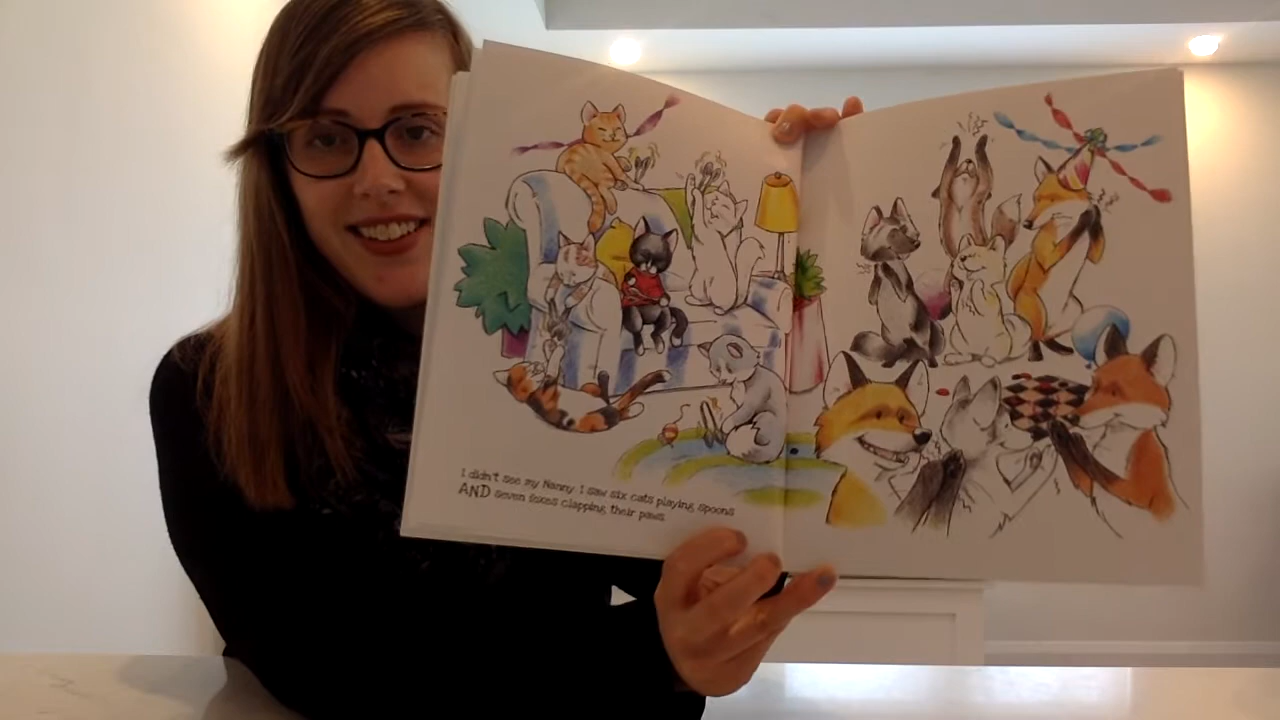 I didn't see my Nanny. I saw six cats playing spoons
AND seven foxes clapping their paws.